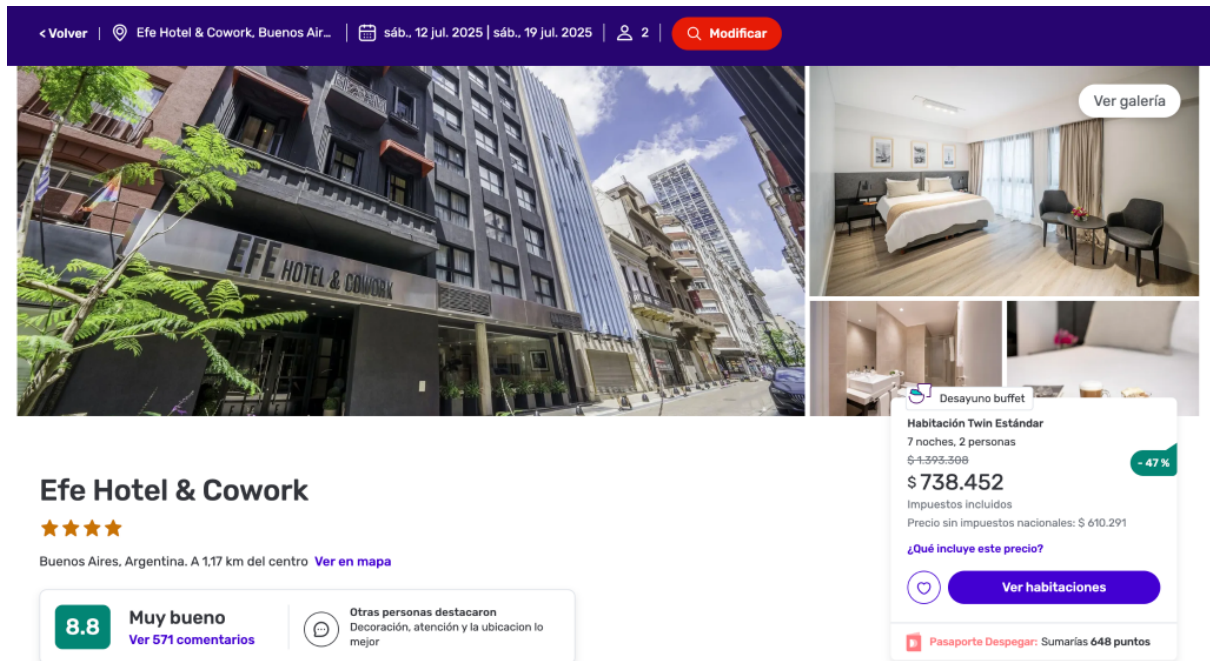 < Volver
Efe Hotel & Cowork, Buenos Air...
sáb., 12 jul. 2025 | sáb., 19 jul. 2025
2
Modificar
Ver galería
EFE HOTEL & COWORK
Desayuno buffet
Habitación Twin Estándar
7 noches, 2 personas
$ 1.393.308
- 47 %
$ 738.452
Impuestos incluidos
Precio sin impuestos nacionales: $ 610.291
¿Qué incluye este precio?
Ver habitaciones
Pasaporte Despegar: Sumarías 648 puntos
Efe Hotel & Cowork
Buenos Aires, Argentina. A 1,17 km del centro Ver en mapa
8.8
Muy bueno
Ver 571 comentarios
Otras personas destacaron
Decoración, atención y la ubicacion lo
mejor